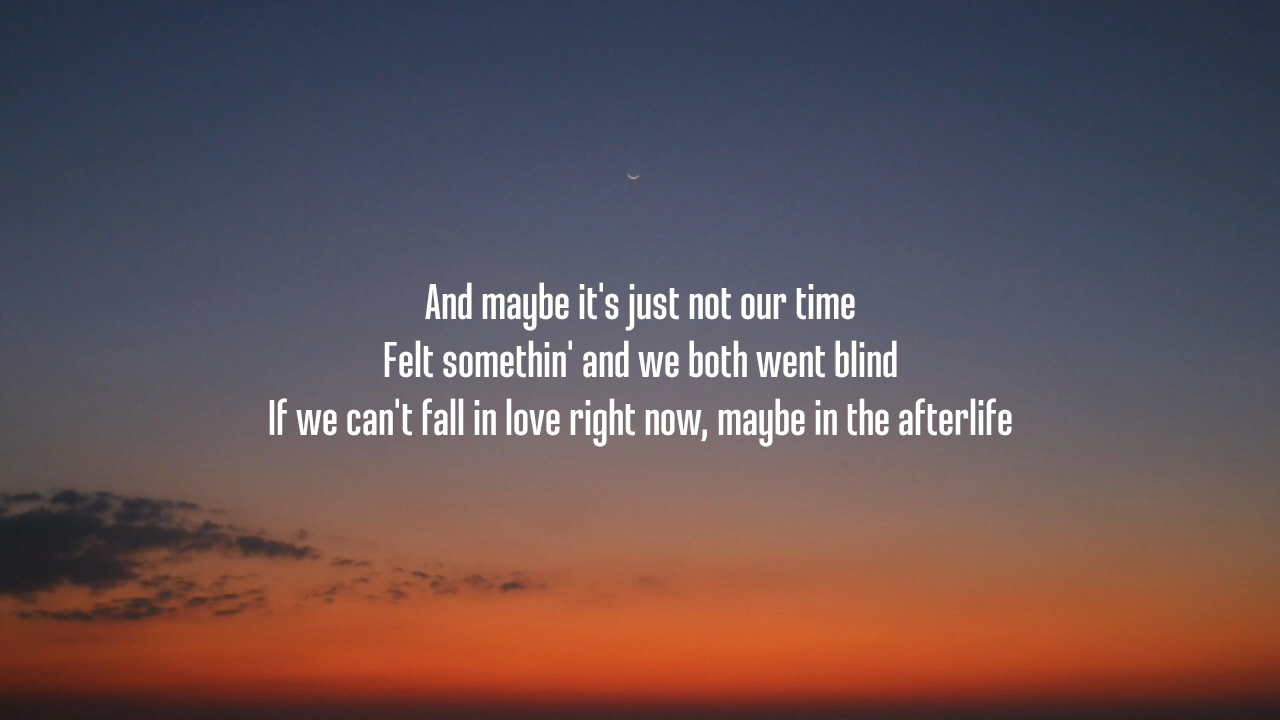 And maybe it's just not our time
Felt somethin' and we both went blind
If we can't fall in love right now, maybe in the afterlife